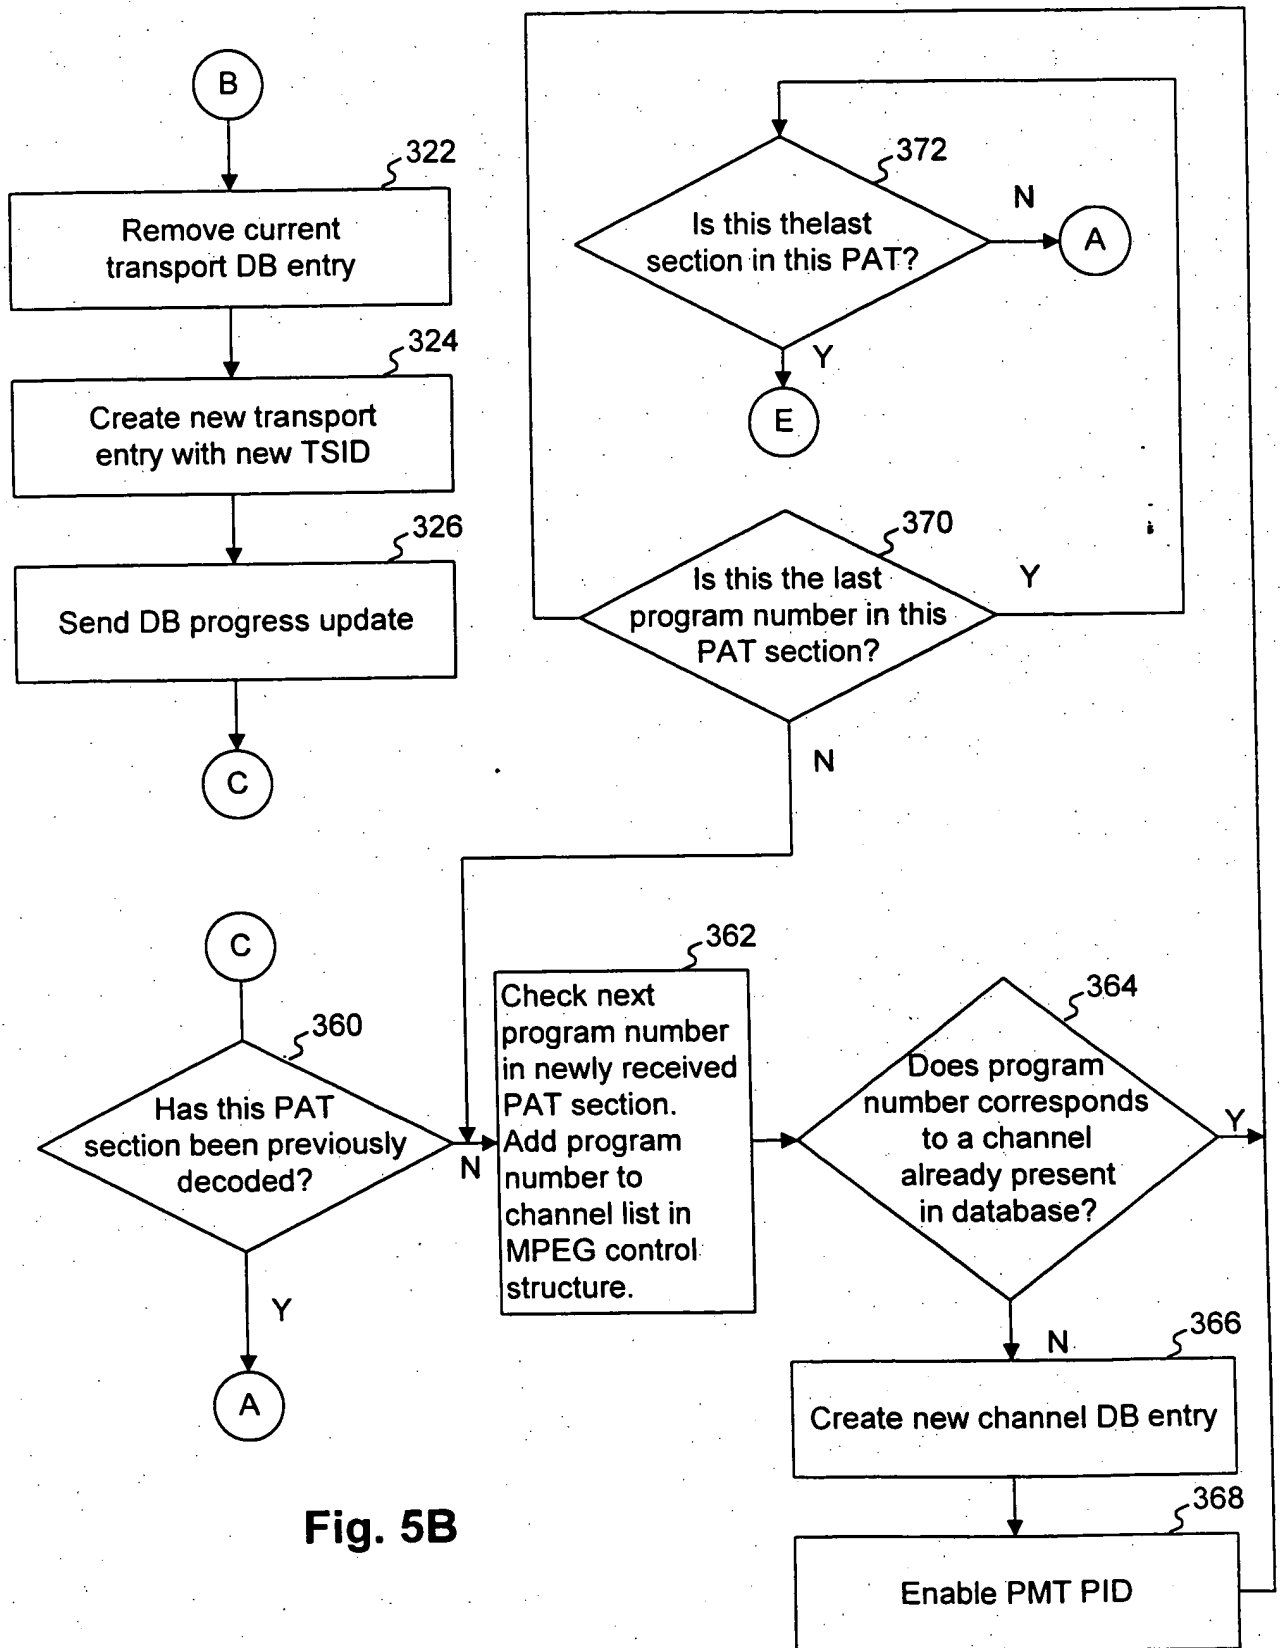 B
322
Remove current
transport DB entry
324
Create new transport
entry with new TSID
326
Send DB progress update
C
372
Is this thelast
section in this PAT?
N
A
Y
E
370
Is this the last
program number in this
PAT section?
Y
N
C
360
Has this PAT
section been previously
decoded?
N
Y
A
362
Check next
program number
in newly received
PAT section.
Add program
number to
channel list in
MPEG control
structure.
364
Does program
number corresponds
to a channel
already present
in database?
Y
N
366
Create new channel DB entry
368
Enable PMT PID
Fig. 5B